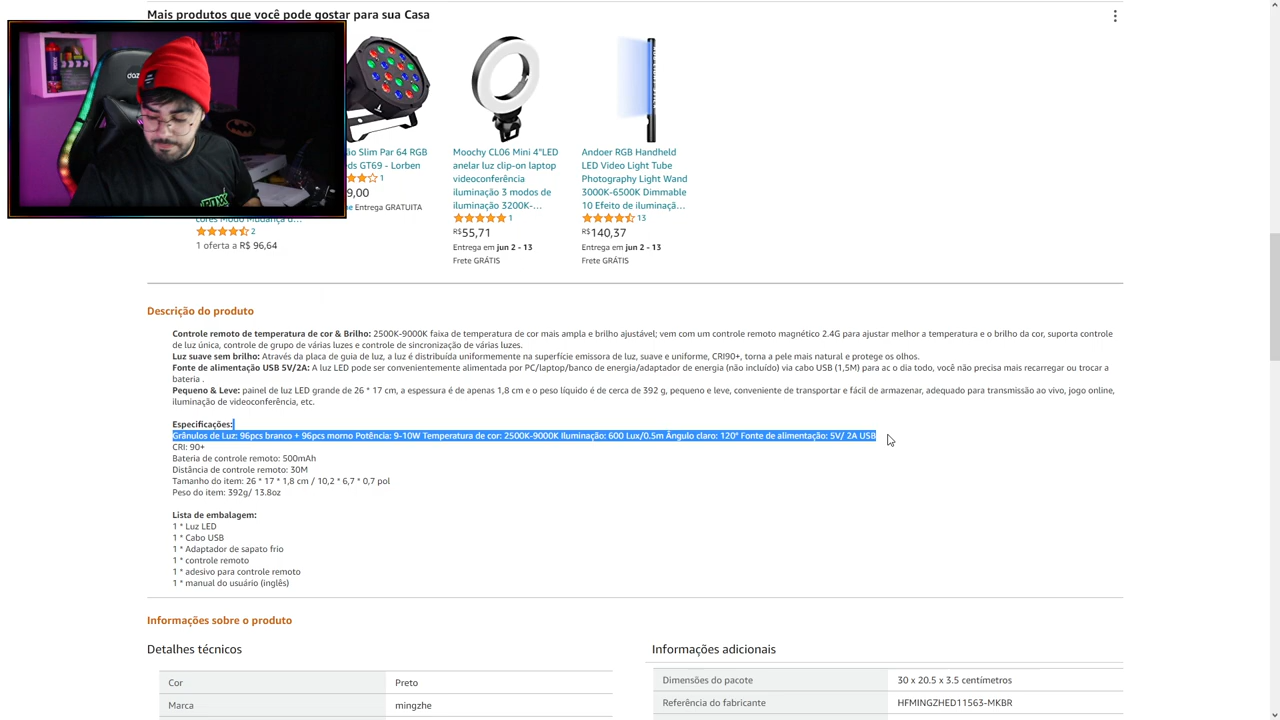 Mais produtos que você pode gostar para sua Casa
ão Slim Par 64 RGB
eds GT69 - Lorben
1
9,00
Entrega GRATUITA
2
1 oferta a R$ 96,64
Moochy CL06 Mini 4"LED
anelar luz clip-on laptop
videoconferência
iluminação 3 modos de
iluminação 3200K-...
1
R$55,71
Entrega em jun 2 - 13
Frete GRÁTIS
Andoer RGB Handheld
LED Video Light Tube
Photography Light Wand
3000K-6500K Dimmable
10 Efeito de iluminaçã...
13
R$140,37
Entrega em jun 2 - 13
Frete GRÁTIS
Descrição do produto
Controle remoto de temperatura de cor & Brilho: 2500K-9000K faixa de temperatura de cor mais ampla e brilho ajustável; vem com um controle remoto magnético 2.4G para ajustar melhor a temperatura e o brilho da cor, suporta controle
de luz única, controle de grupo de várias luzes e controle de sincronização de várias luzes.
Luz suave sem brilho: Através da placa de guia de luz, a luz é distribuída uniformemente na superfície emissora de luz, suave e uniforme, CRI90+, torna a pele mais natural e protege os olhos.
Fonte de alimentação USB 5V/2A: A luz LED pode ser convenientemente alimentada por PC/laptop/banco de energia/adaptador de energia (não incluído) via cabo USB (1,5M) para ac o dia todo, você não precisa mais recarregar ou trocar a
bateria .
Pequeno & Leve: painel de luz LED grande de 26 * 17 cm, a espessura é de apenas 1,8 cm e o peso líquido é de cerca de 392 g, pequeno e leve, conveniente de transportar e fácil de armazenar, adequado para transmissão ao vivo, jogo online,
iluminação de videoconferência, etc.
Especificações:
Grânulos de Luz: 96pcs branco + 96pcs morno Potência: 9-10W Temperatura de cor: 2500K-9000K Iluminação: 600 Lux/0.5m Ângulo claro: 120° Fonte de alimentação: 5V/ 2A USB
CRI: 90+
Bateria de controle remoto: 500mAh
Distância de controle remoto: 30M
Tamanho do item: 26 * 17 * 1,8 cm / 10,2 * 6,7 * 0,7 pol
Peso do item: 392g/ 13.8oz
Lista de embalagem:
1 * Luz LED
1 * Cabo USB
1 * Adaptador de sapato frio
1 * controle remoto
1 * adesivo para controle remoto
1 * manual do usuário (inglês)
Informações sobre o produto
Detalhes técnicos
Cor Preto
Marca mingzhe
Informações adicionais
Dimensões do pacote 30 x 20.5 x 3.5 centímetros
Referência do fabricante HFMINGZHED11563-MKBR